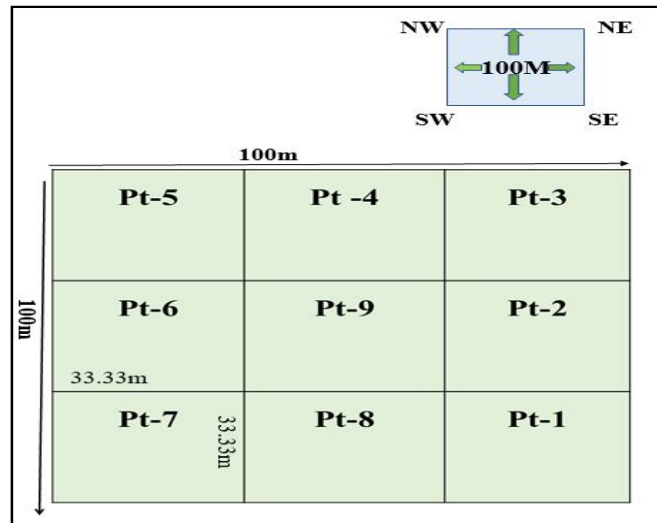 NW NE
100M
SW SE
100m
Pt-5 Pt -4 Pt-3
100m
Pt-6 Pt-9 Pt-2
33.33m
Pt-7 Pt-8 Pt-1
33.33m